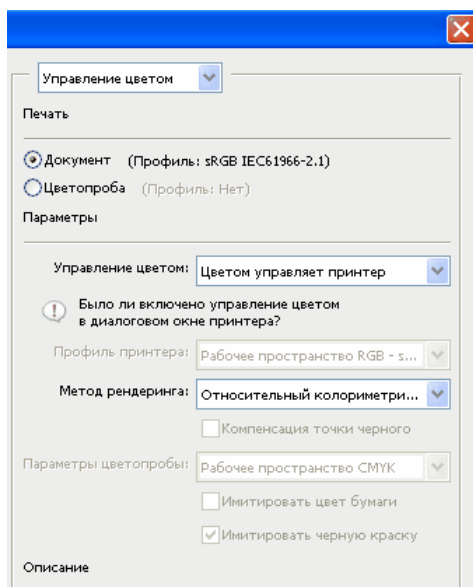 Управление цветом
Печать
Документ (Профиль: sRGB IEC61966-2.1)
Цветопроба (Профиль: Нет)
Параметры
Управление цветом: Цветом управляет принтер
Было ли включено управление цветом
в диалоговом окне принтера?
Профиль принтера: Рабочее пространство RGB - s...
Метод рендеринга: Относительный колориметри...
Компенсация точки черного
Параметры цветопробы: Рабочее пространство CMYK
Имитировать цвет бумаги
Имитировать черную краску
Описание